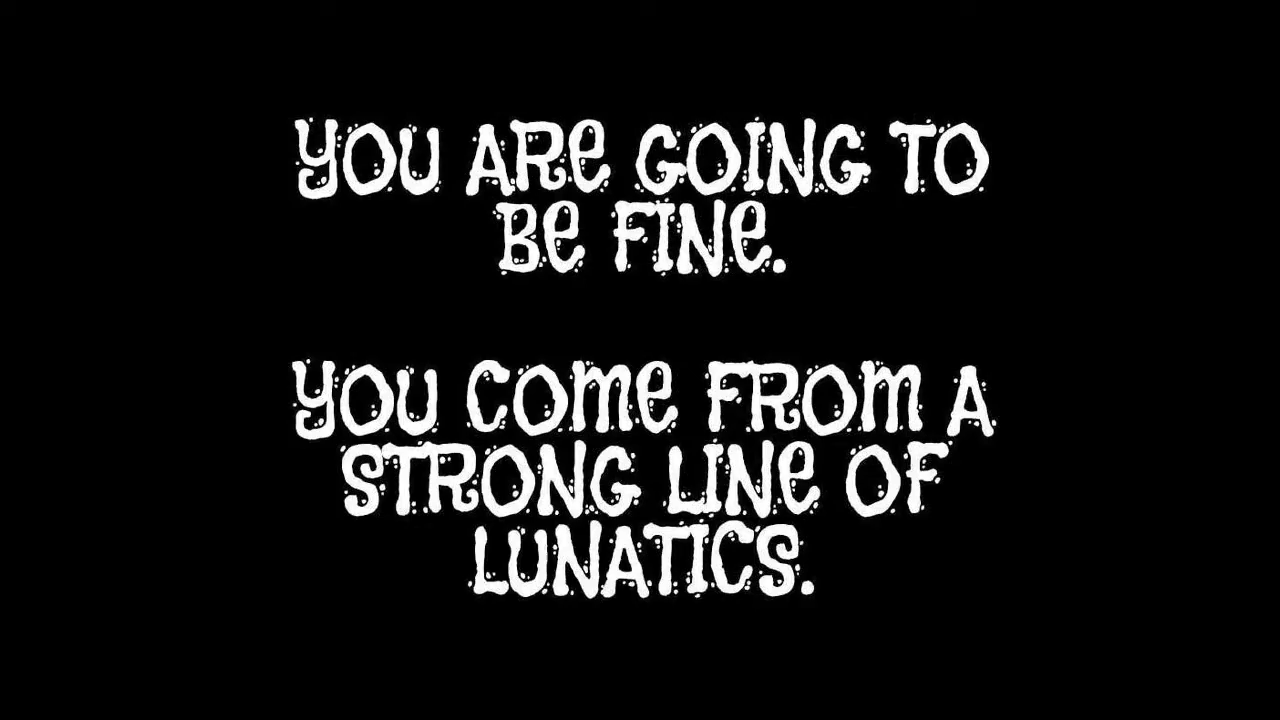 YOU ARE GOING TO
BE FINE.
YOU COME FROM A
STRONG LINE OF
LUNATICS.